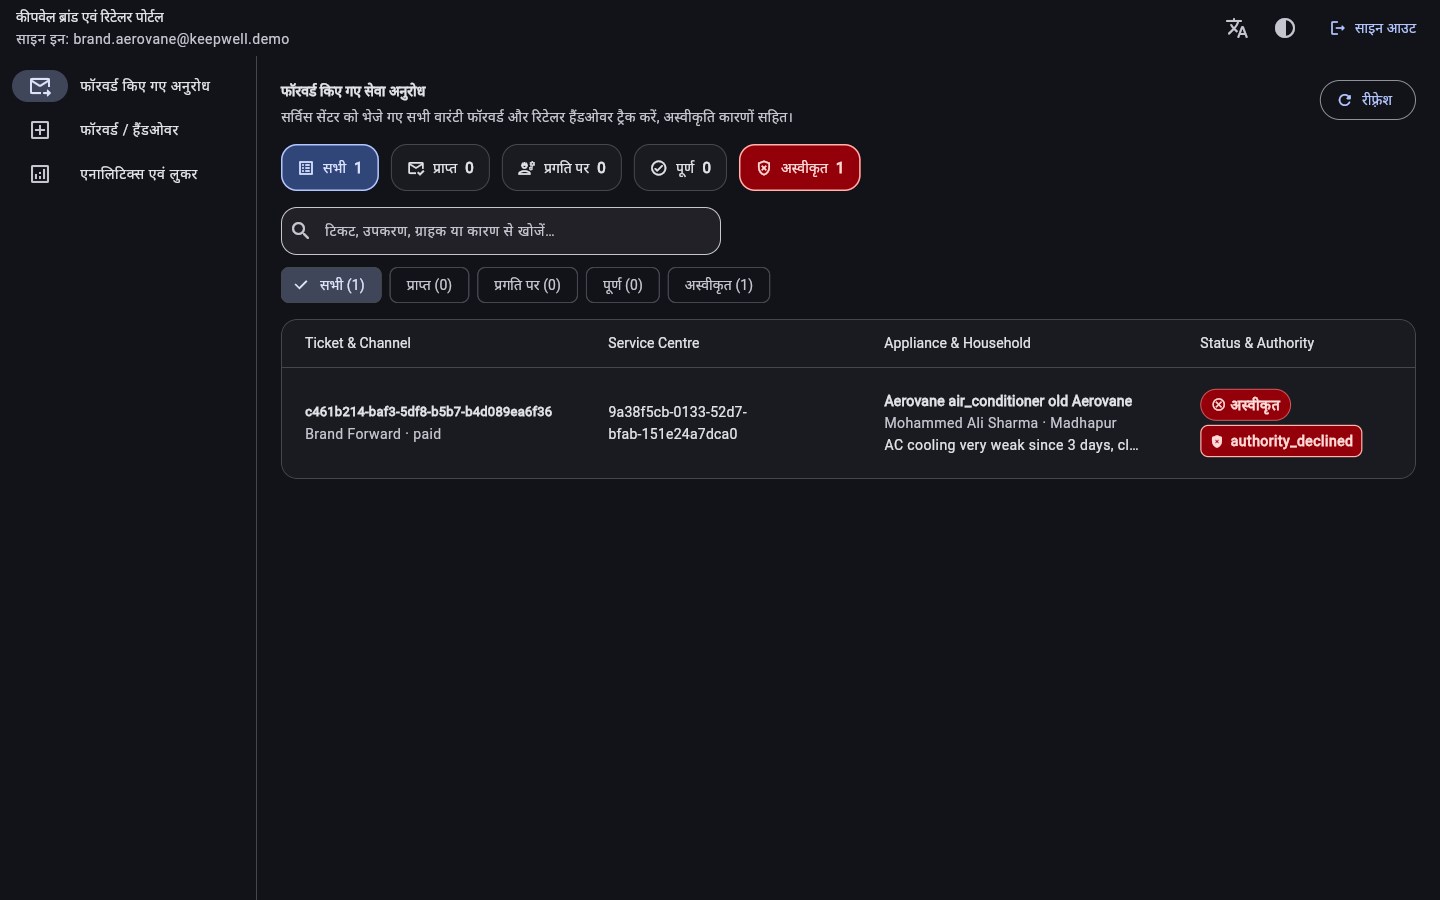 कीपवेल ब्रांड एवं रिटेलर पोर्टल
साइन इन: brand.aerovane@keepwell.demo
साइन आउट
फॉरवर्ड किए गए अनुरोध
फॉरवर्ड / हैंडओवर
एनालिटिक्स एवं लुकर
फॉरवर्ड किए गए सेवा अनुरोध
सर्विस सेंटर को भेजे गए सभी वारंटी फॉरवर्ड और रिटेलर हैंडओवर ट्रैक करें, अस्वीकृति कारणों सहित।
रीफ़्रेश
सभी 1
प्राप्त 0
प्रगति पर 0
पूर्ण 0
अस्वीकृत 1
टिकट, उपकरण, ग्राहक या कारण से खोजें…
सभी (1)
प्राप्त (0)
प्रगति पर (0)
पूर्ण (0)
अस्वीकृत (1)
Ticket & Channel
Service Centre
Appliance & Household
Status & Authority
c461b214-baf3-5df8-b5b7-b4d089ea6f36
Brand Forward · paid
9a38f5cb-0133-52d7-
bfab-151e24a7dca0
Aerovane air_conditioner old Aerovane
Mohammed Ali Sharma · Madhapur
AC cooling very weak since 3 days, cl…
अस्वीकृत
authority_declined